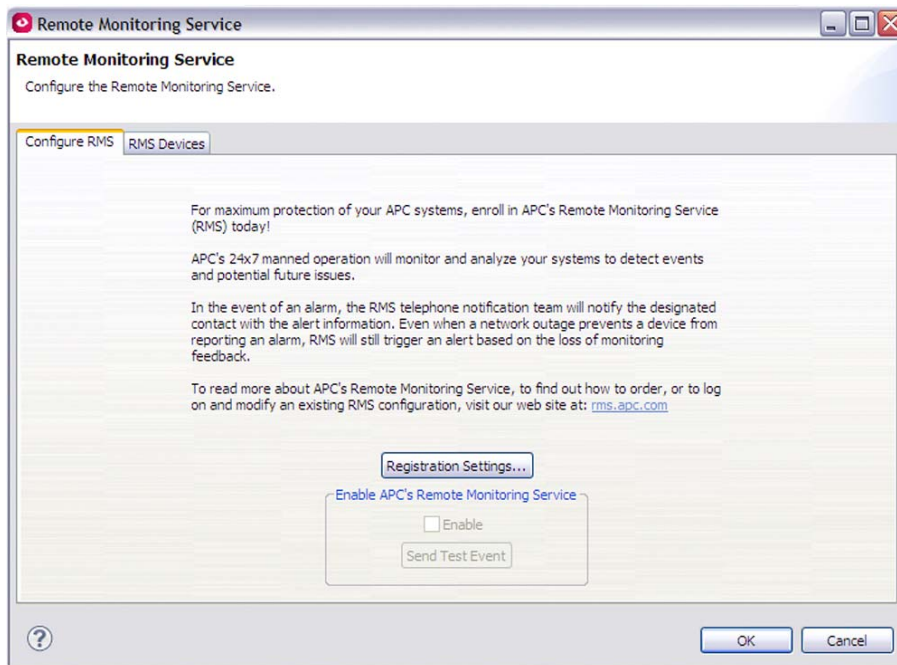 Remote Monitoring Service
Remote Monitoring Service
Configure the Remote Monitoring Service.
Configure RMS
RMS Devices
For maximum protection of your APC systems, enroll in APC's Remote Monitoring Service
(RMS) today!
APC's 24x7 manned operation will monitor and analyze your systems to detect events
and potential future issues.
In the event of an alarm, the RMS telephone notification team will notify the designated
contact with the alert information. Even when a network outage prevents a device from
reporting an alarm, RMS will still trigger an alert based on the loss of monitoring
feedback.
To read more about APC's Remote Monitoring Service, to find out how to order, or to log
on and modify an existing RMS configuration, visit our web site at: rms.apc.com
Registration Settings...
Enable APC's Remote Monitoring Service
Enable
Send Test Event
?
OK
Cancel